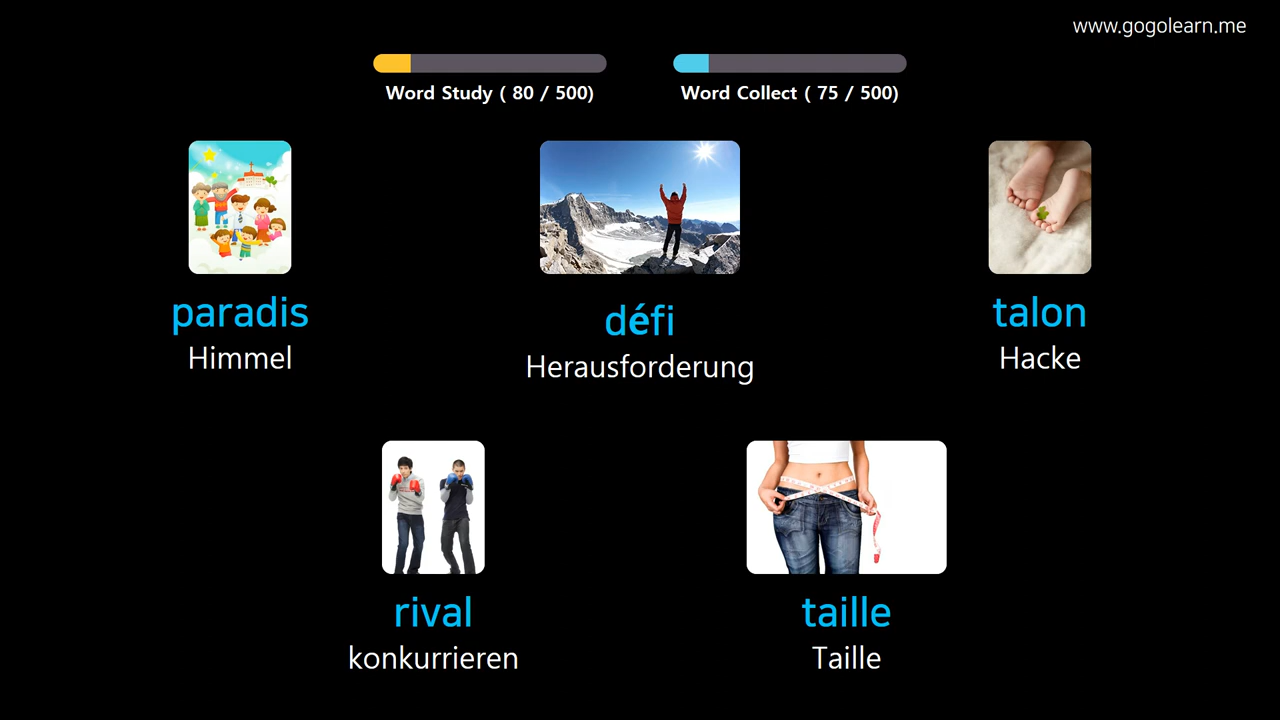 www.gogolearn.me
Word Study ( 80 / 500)
Word Collect ( 75 / 500)
paradis
Himmel
défi
Herausforderung
talon
Hacke
rival
konkurrieren
taille
Taille